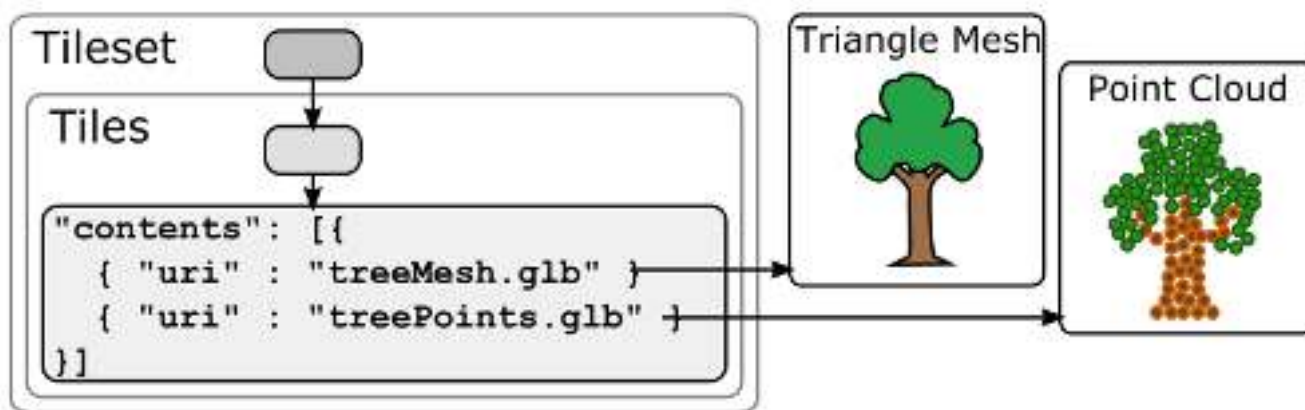 Tileset
Tiles
"contents": [{
  { "uri" : "treeMesh.glb" }
  { "uri" : "treePoints.glb" }
}]
Triangle Mesh
Point Cloud